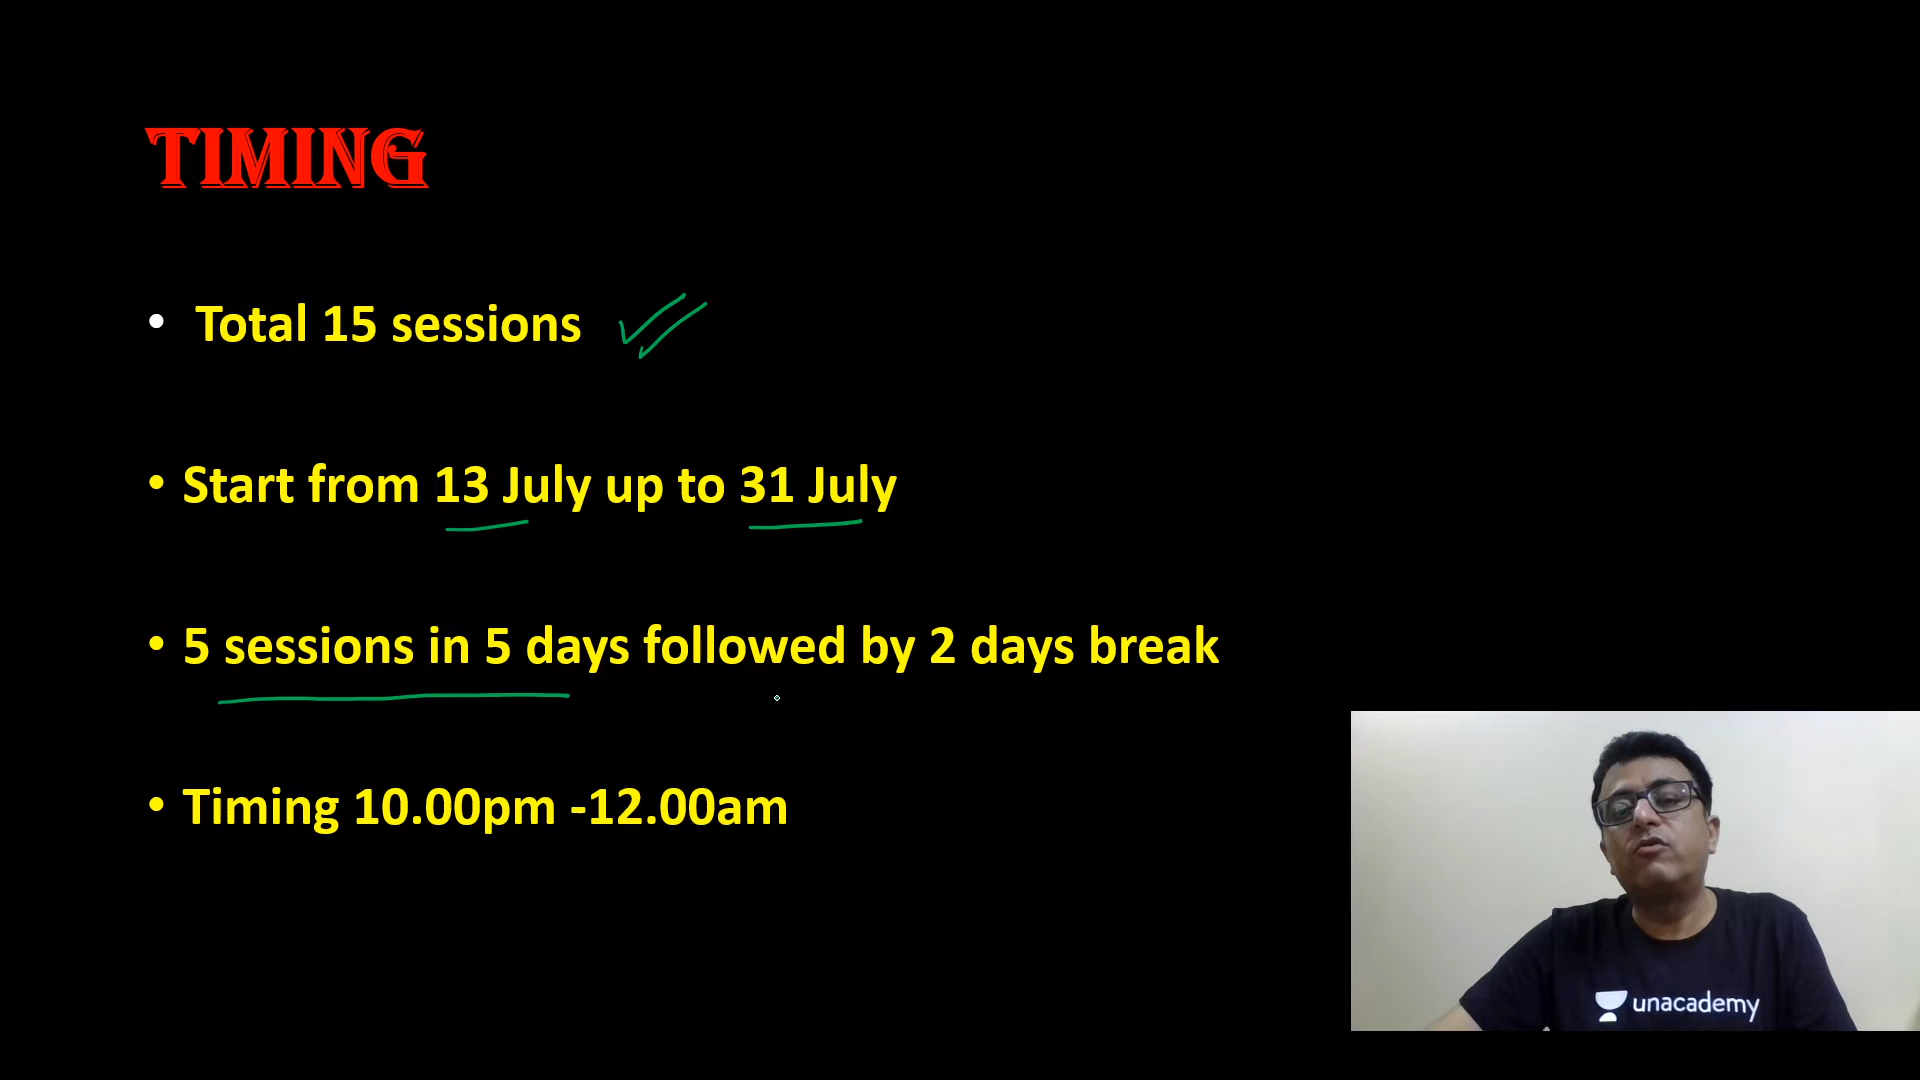 TIMING
• Total 15 sessions
• Start from 13 July up to 31 July
• 5 sessions in 5 days followed by 2 days break
• Timing 10.00pm -12.00am
unacademy